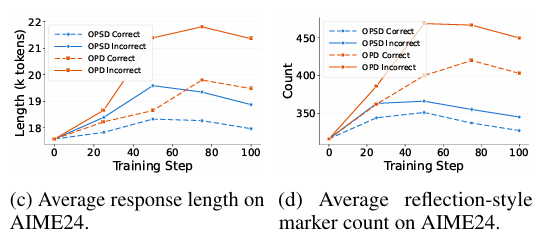 22
21
20
19
18
Length (k tokens)
OPSD Correct
OPSD Incorrect
OPD Correct
OPD Incorrect
0 20 40 60 80 100
Training Step
450
400
350
Count
OPSD Correct
OPSD Incorrect
OPD Correct
OPD Incorrect
0 20 40 60 80 100
Training Step
(c) Average response length on
AIME24.
(d) Average reflection-style
marker count on AIME24.